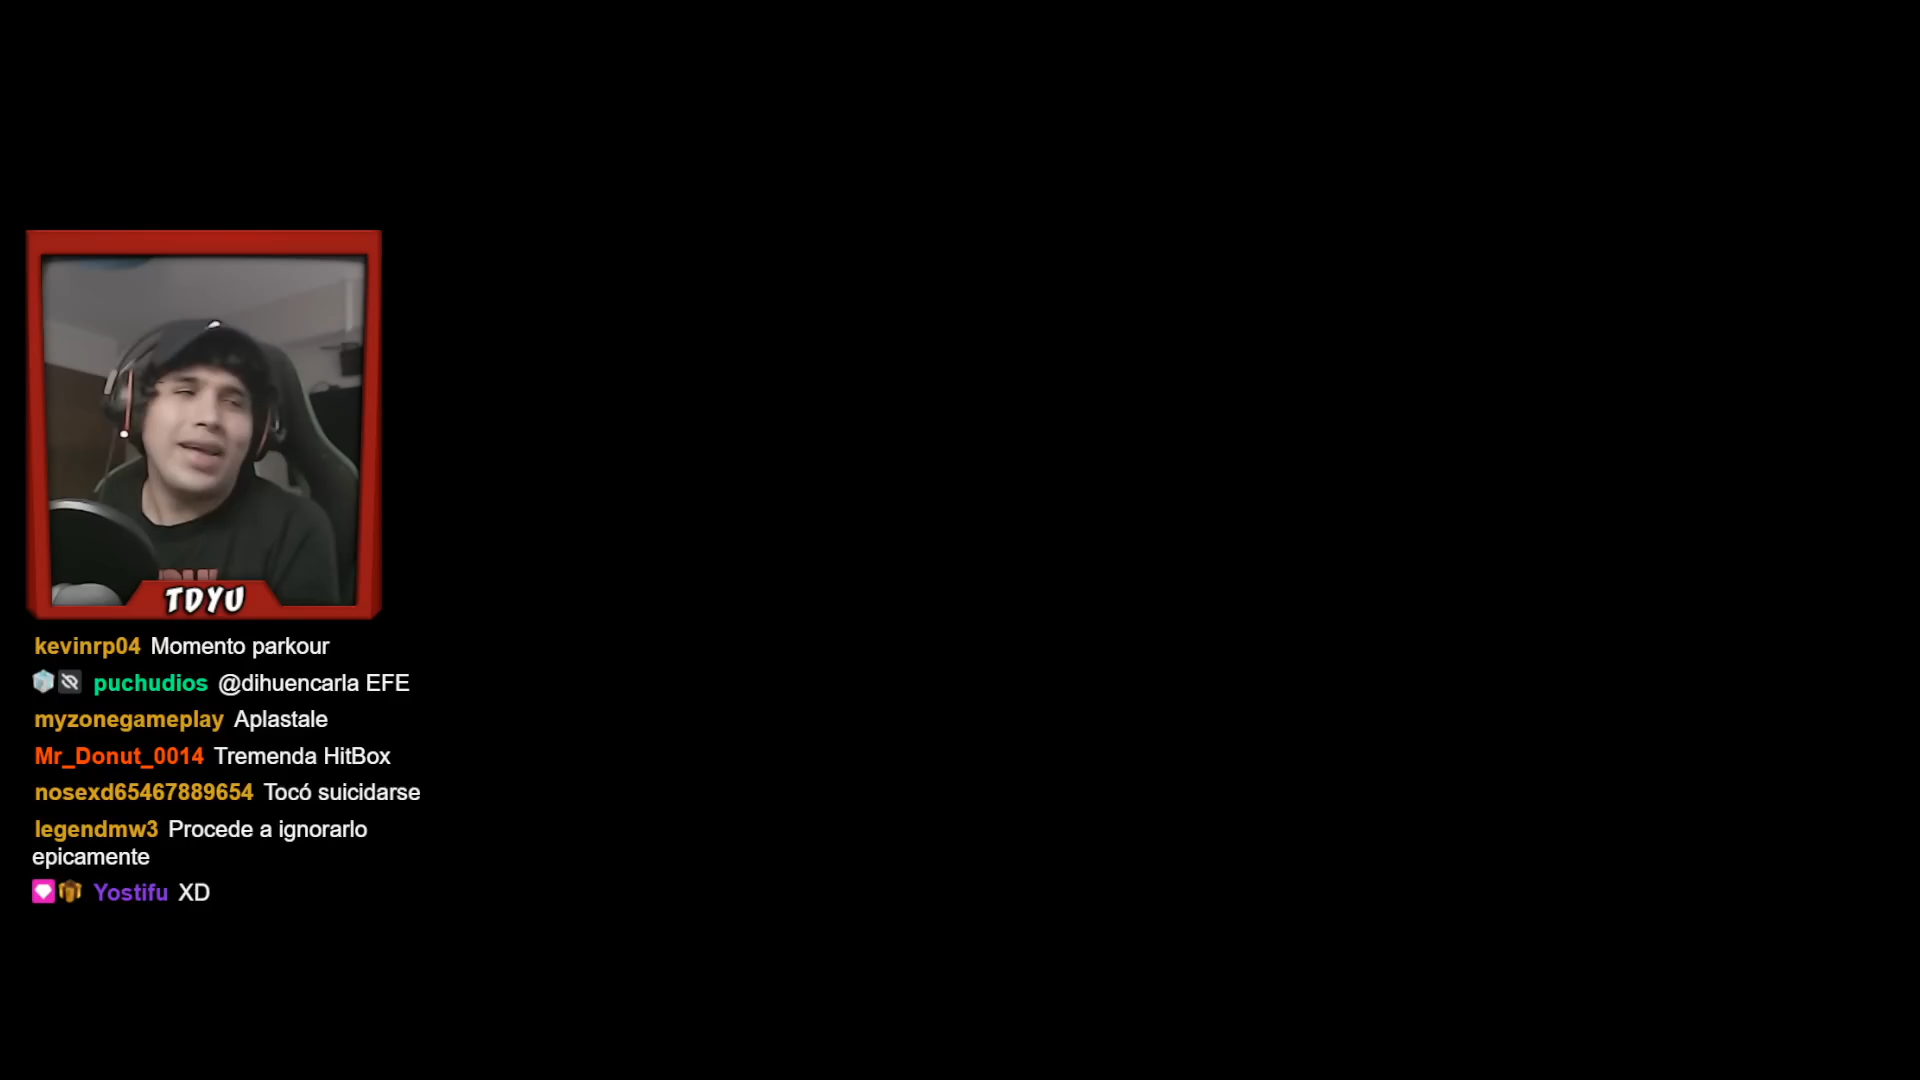 TDYU
kevinrp04 Momento parkour
puchudios @dihuencarla EFE
myzonegameplay Aplastale
Mr_Donut_0014 Tremenda HitBox
nosexd65467889654 Tocó suicidarse
legendmw3 Procede a ignorarlo
epicamente
Yostifu XD